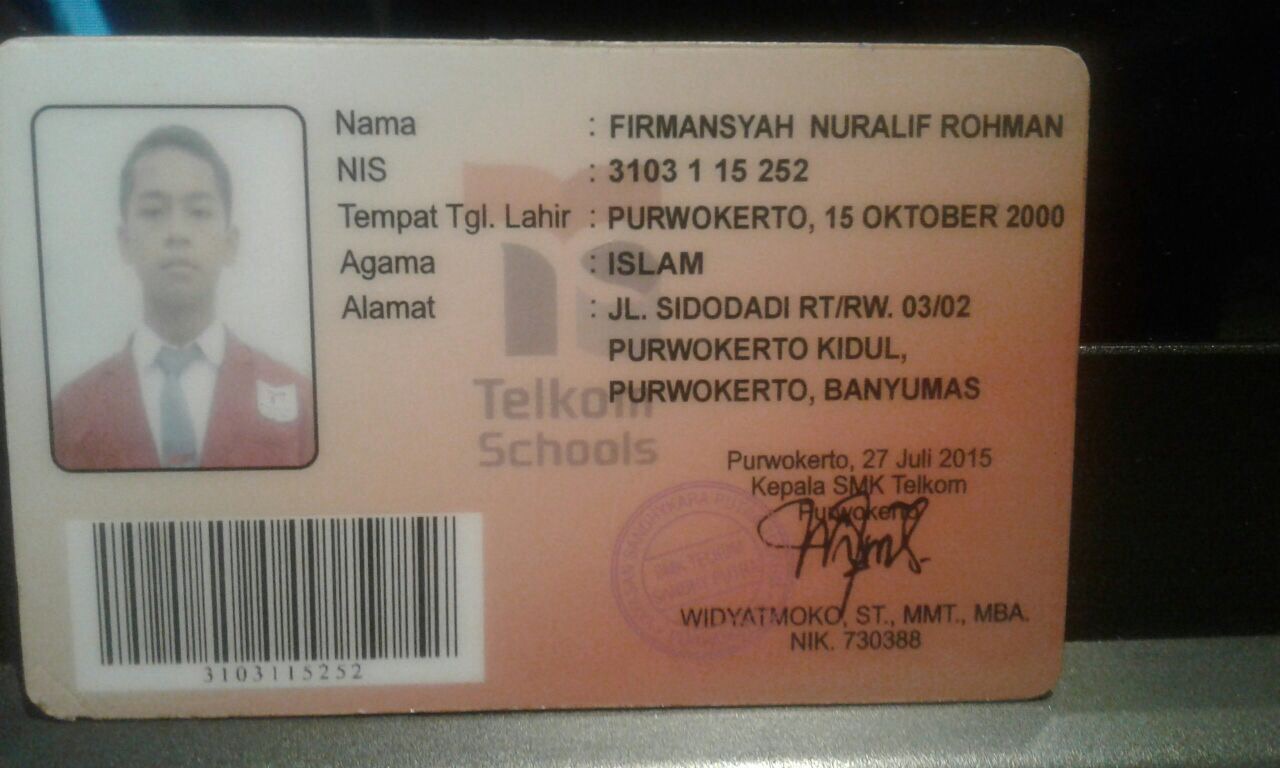 Nama : FIRMANSYAH NURALIF ROHMAN
NIS : 3103 1 15 252
Tempat Tgl. Lahir : PURWOKERTO, 15 OKTOBER 2000
Agama : ISLAM
Alamat : JL. SIDODADI RT/RW. 03/02
PURWOKERTO KIDUL,
PURWOKERTO, BANYUMAS
Telkom
Schools
Purwokerto, 27 Juli 2015
Kepala SMK Telkom
Purwokerto
WIDYATMOKO, ST., MMT., MBA.
NIK. 730388
3103115252